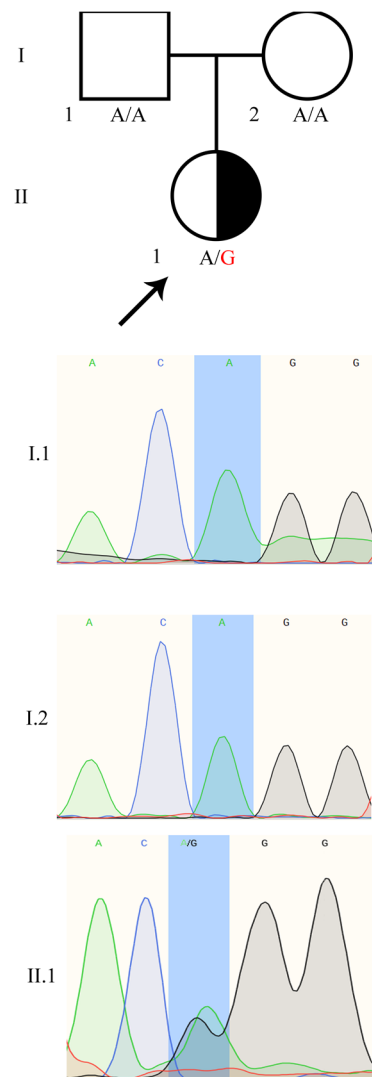 I
1 A/A 2 A/A
II
1 A/G
A C A G G
I.1
A C A G G
I.2
A C A/G G G
II.1